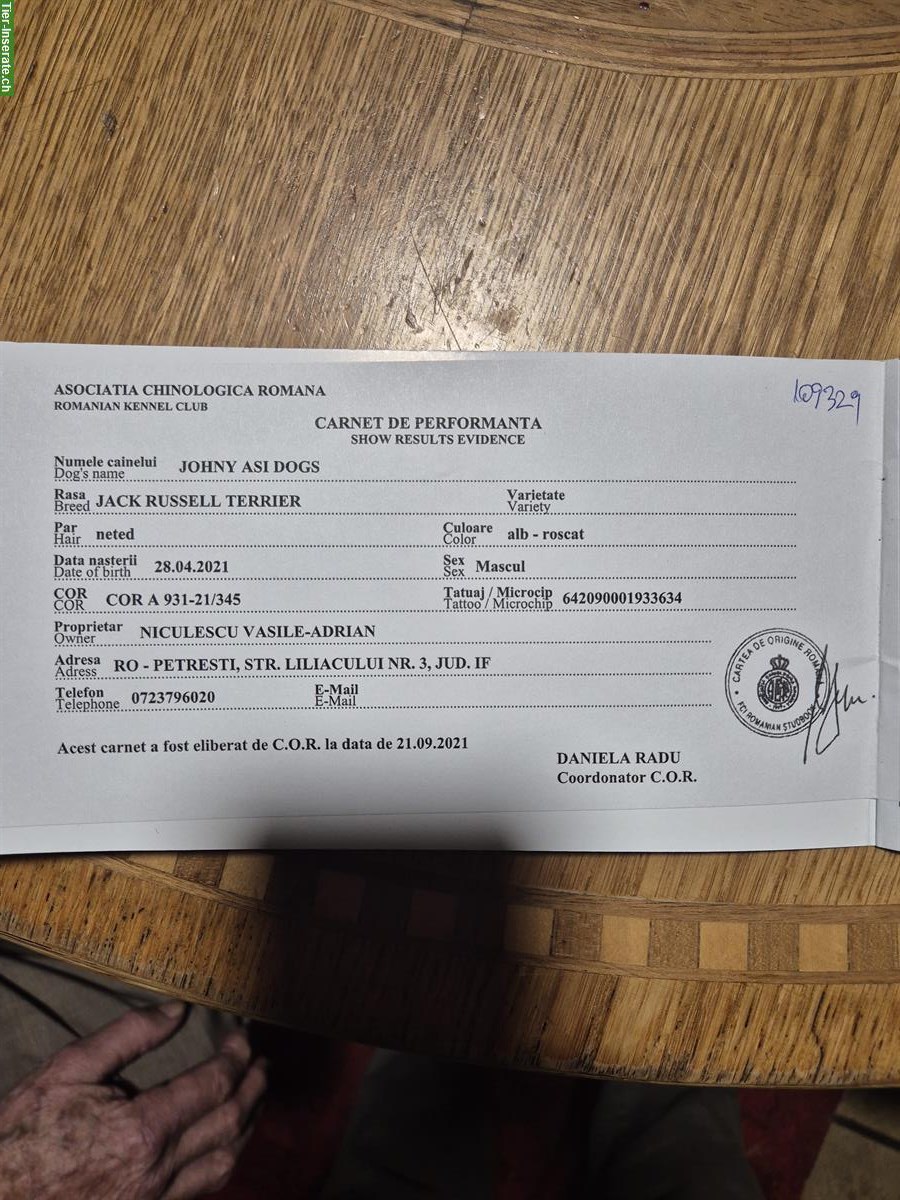 Tier-Inserate.ch
109329
ASOCIATIA CHINOLOGICA ROMANA
ROMANIAN KENNEL CLUB
CARNET DE PERFORMANTA
SHOW RESULTS EVIDENCE
Numele cainelui JOHNY ASI DOGS
Dog's name
Rasa JACK RUSSELL TERRIER Varietate
Breed Variety
Par neted Culoare alb - roscat
Hair Color
Data nasterii 28.04.2021 Sex Mascul
Date of birth Sex
COR COR A 931-21/345 Tatuaj / Microcip 642090001933634
COR Tattoo / Microchip
Proprietar NICULESCU VASILE-ADRIAN
Owner
Adresa RO - PETRESTI, STR. LILIACULUI NR. 3, JUD. IF
Adress
Telefon 0723796020 E-Mail
Telephone E-Mail
CARTEA DE ORIGINE
FCI ROMANIAN STUDBOOK
Acest carnet a fost eliberat de C.O.R. la data de 21.09.2021
DANIELA RADU
Coordonator C.O.R.